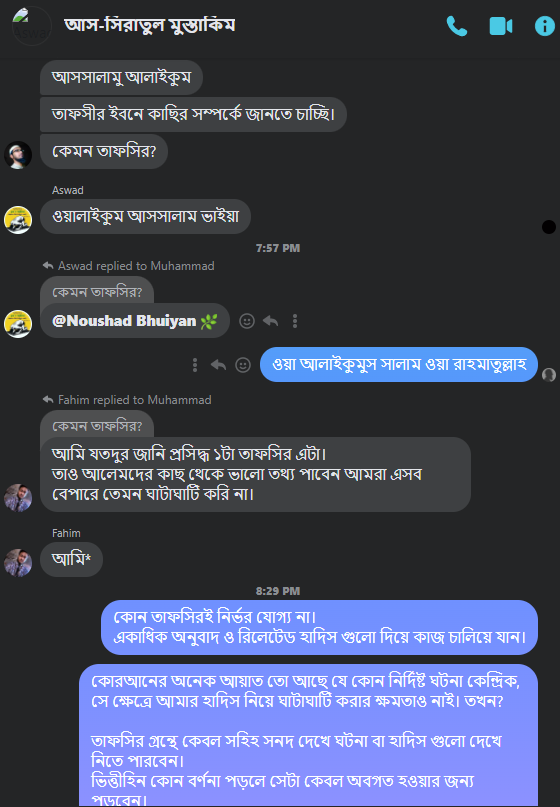 আস-সিরাতুল মুস্তাকিম
আসসালামু আলাইকুম
তাফসীর ইবনে কাছির সম্পর্কে জানতে চাচ্ছি।
কেমন তাফসির?
Aswad
ওয়ালাইকুম আসসালাম ভাইয়া
7:57 PM
Aswad replied to Muhammad
কেমন তাফসির?
@Noushad Bhuiyan 🌿
ওয়া আলাইকুমুস সালাম ওয়া রাহমাতুল্লাহ
Fahim replied to Muhammad
কেমন তাফসির?
আমি যতদুর জানি প্রসিদ্ধ ১টা তাফসির এটা।
তাও আলেমদের কাছ থেকে ভালো তথ্য পাবেন আমরা এসব
বেপারে তেমন ঘাটাঘাটি করি না।
Fahim
আমি*
8:29 PM
কোন তাফসিরই নির্ভর যোগ্য না।
একাধিক অনুবাদ ও রিলেটেড হাদিস গুলো দিয়ে কাজ চালিয়ে যান।
কোরআনের অনেক আয়াত তো আছে যে কোন নির্দিষ্ট ঘটনা কেন্দ্রিক,
সে ক্ষেত্রে আমার হাদিস নিয়ে ঘাটাঘাটি করার ক্ষমতাও নাই। তখন?
তাফসির গ্রন্থে কেবল সহিহ সনদ দেখে ঘটনা বা হাদিস গুলো দেখে
নিতে পারবেন।
ভিত্তীহিন কোন বর্ণনা পড়লে সেটা কেবল অবগত হওয়ার জন্য
পড়বেন।